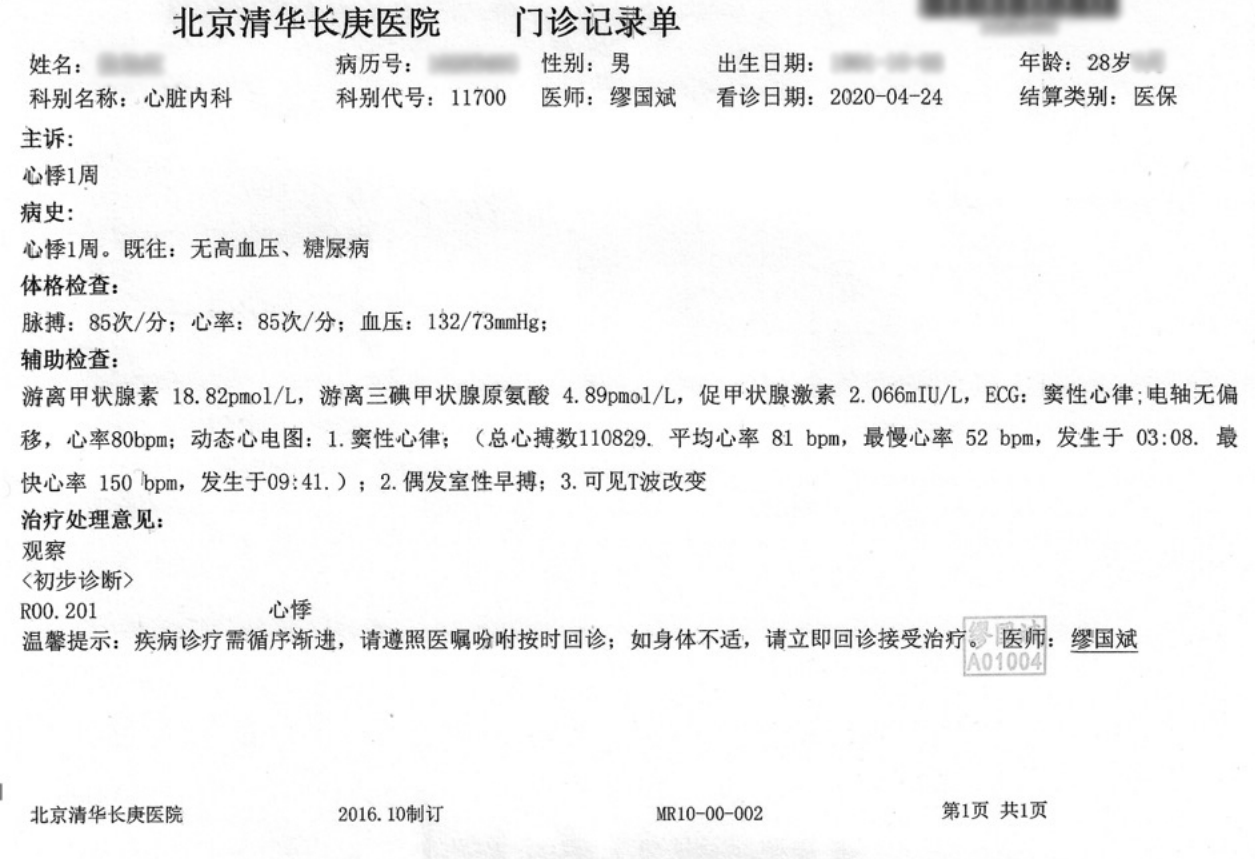 北京清华长庚医院 门诊记录单
姓名： 病历号： 性别：男 出生日期： 年龄：28岁
科别名称：心脏内科 科别代号：11700 医师：缪国斌 看诊日期：2020-04-24 结算类别：医保
主诉：
心悸1周
病史：
心悸1周。既往：无高血压、糖尿病
体格检查：
脉搏：85次/分；心率：85次/分；血压：132/73mmHg；
辅助检查：
游离甲状腺素 18.82pmol/L，游离三碘甲状腺原氨酸 4.89pmol/L，促甲状腺激素 2.066mIU/L，ECG：窦性心律;电轴无偏
移，心率80bpm；动态心电图：1.窦性心律；（总心搏数110829. 平均心率 81 bpm，最慢心率 52 bpm，发生于 03:08. 最
快心率 150 bpm，发生于09:41.）；2.偶发室性早搏；3.可见T波改变
治疗处理意见：
观察
<初步诊断>
R00.201 心悸
温馨提示：疾病诊疗需循序渐进，请遵照医嘱吩咐按时回诊；如身体不适，请立即回诊接受治疗。 医师：缪国斌
A01004
北京清华长庚医院 2016.10制订 MR10-00-002 第1页 共1页